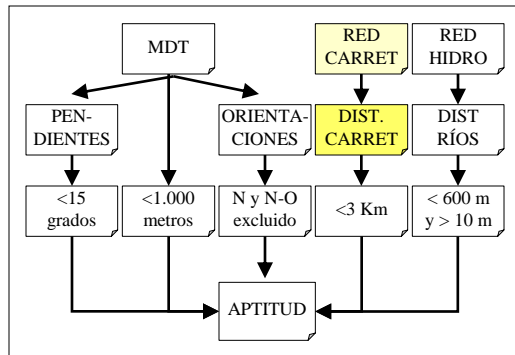 MDT
RED
CARRET
RED
HIDRO
PEN-
DIENTES
ORIENTA-
CIONES
DIST.
CARRET
DIST
RÍOS
<15
grados
<1.000
metros
N y N-O
excluido
<3 Km
< 600 m
y > 10 m
APTITUD